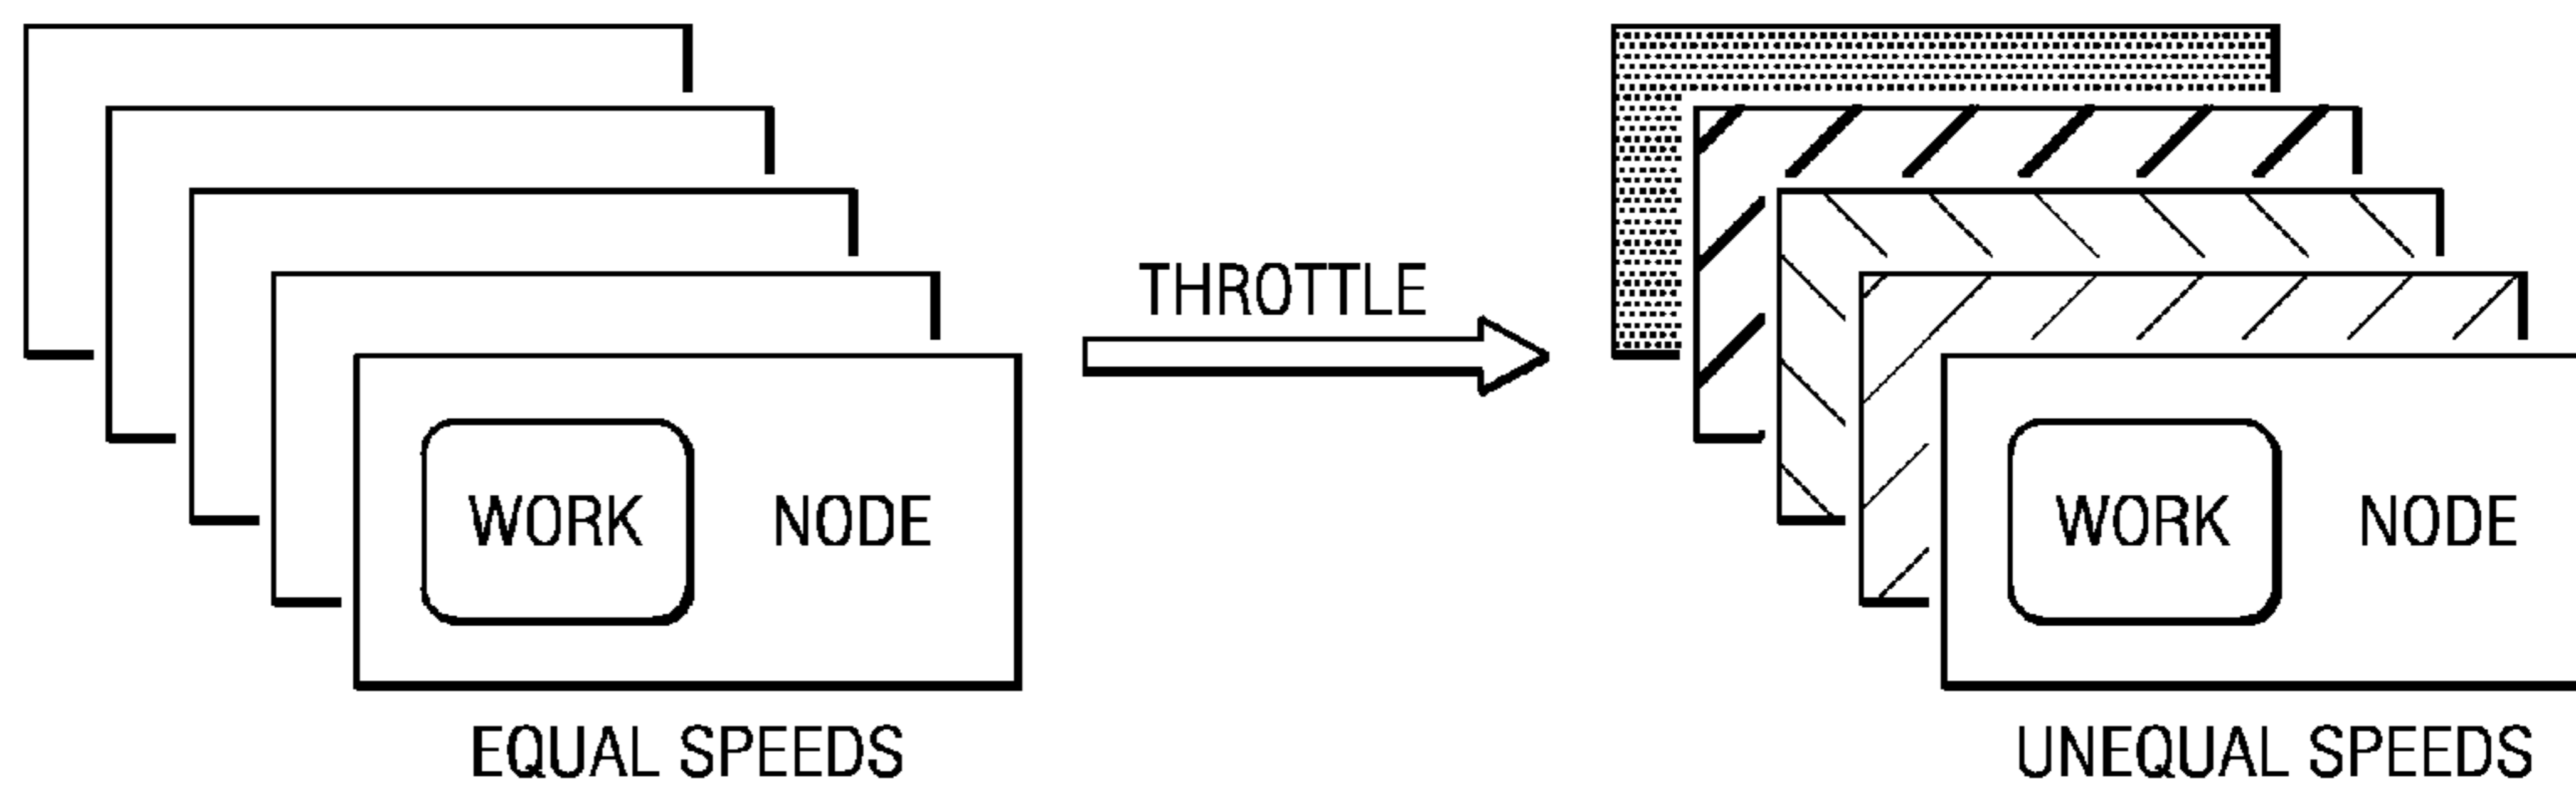 THROTTLE
WORK NODE
WORK NODE
EQUAL SPEEDS
UNEQUAL SPEEDS